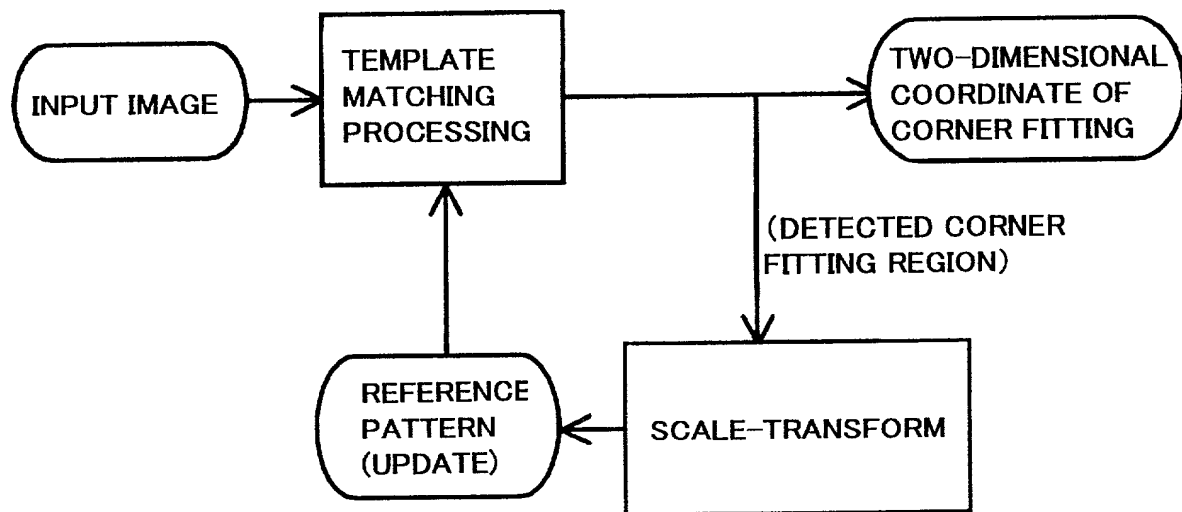 INPUT IMAGE
TEMPLATE
MATCHING
PROCESSING
TWO-DIMENSIONAL
COORDINATE OF
CORNER FITTING
(DETECTED CORNER
FITTING REGION)
REFERENCE
PATTERN
(UPDATE)
SCALE-TRANSFORM